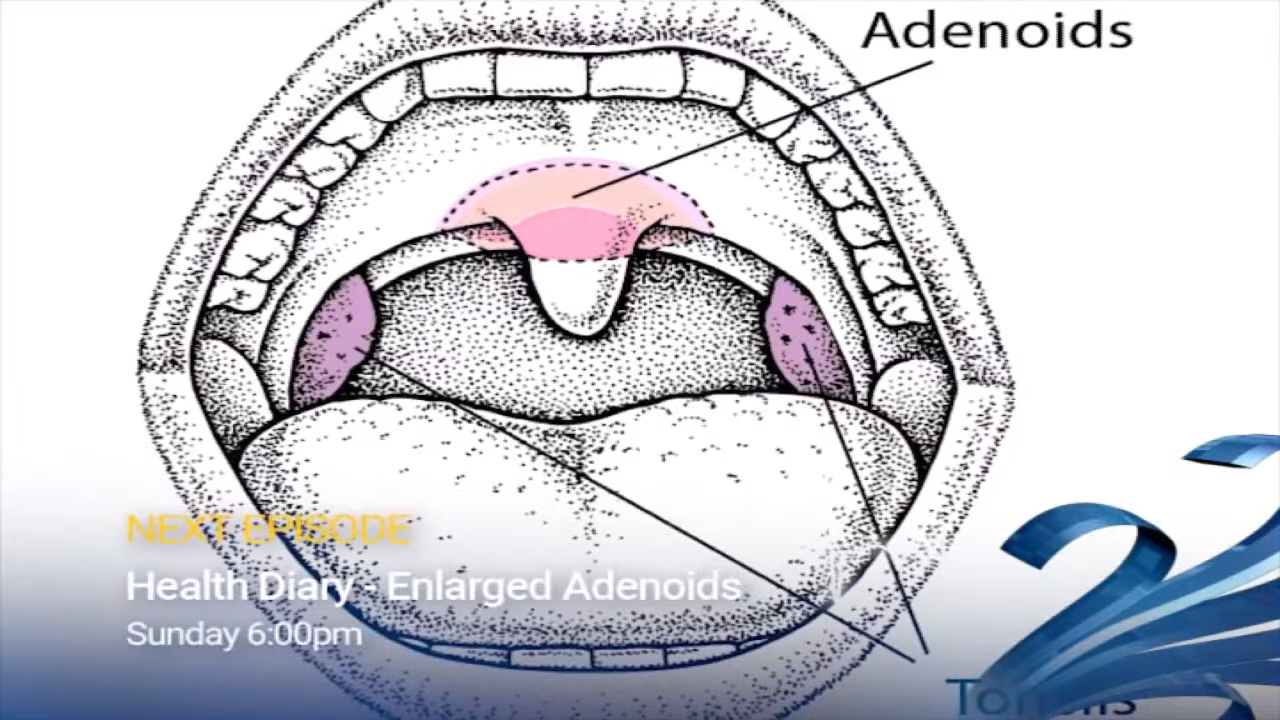 Adenoids
NEXT EPISODE
Health Diary - Enlarged Adenoids
Sunday 6:00pm